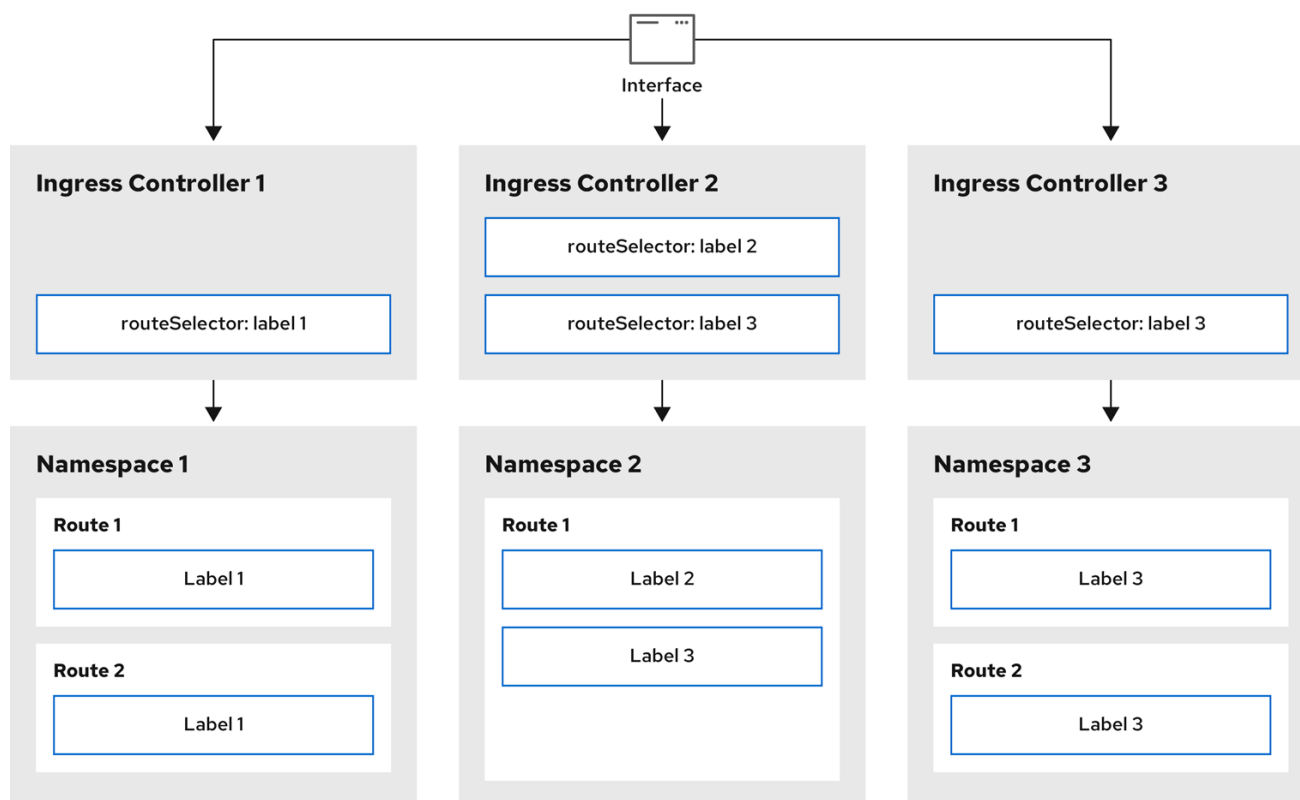 Interface
Ingress Controller 1
routeSelector: label 1
Ingress Controller 2
routeSelector: label 2
routeSelector: label 3
Ingress Controller 3
routeSelector: label 3
Namespace 1
Route 1
Label 1
Route 2
Label 1
Namespace 2
Route 1
Label 2
Label 3
Namespace 3
Route 1
Label 3
Route 2
Label 3